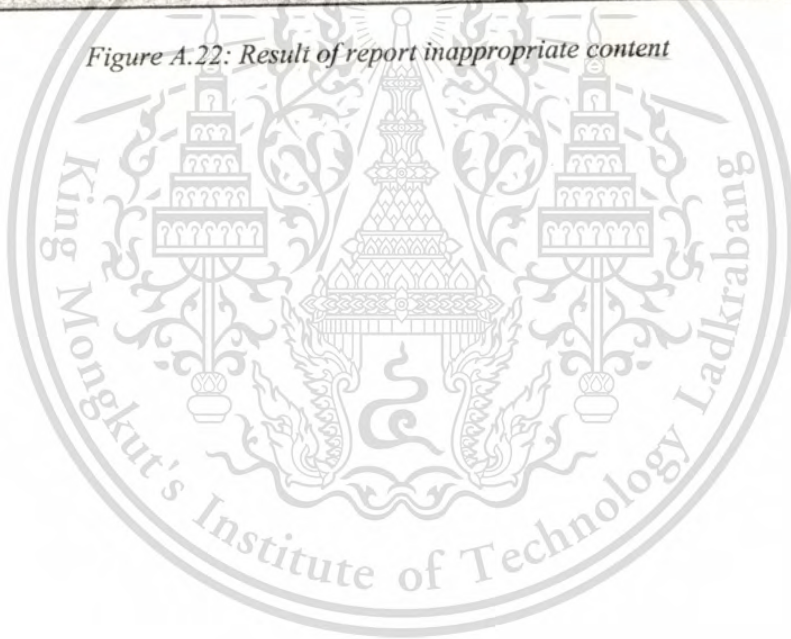 Figure A.22: Result of report inappropriate content
King Mongkut's Institute of Technology Ladkrabang